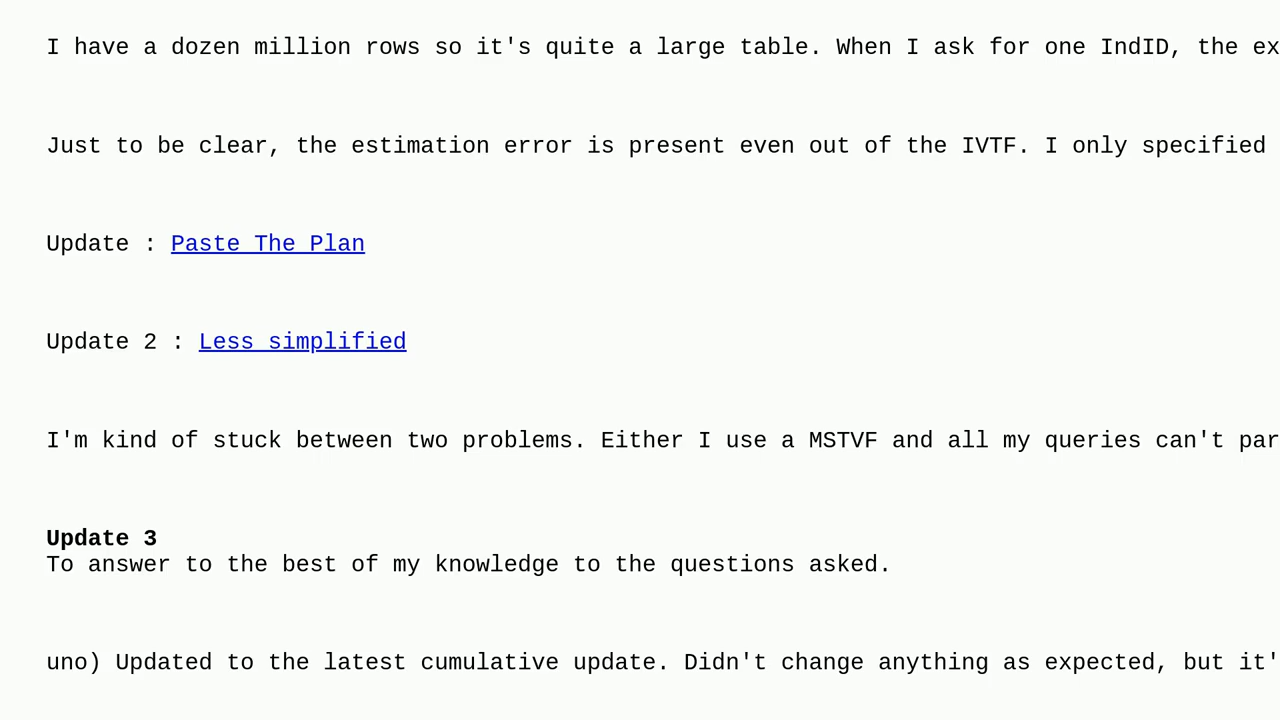 I have a dozen million rows so it's quite a large table. When I ask for one IndID, the ex
Just to be clear, the estimation error is present even out of the IVTF. I only specified
Update : Paste The Plan
Update 2 : Less simplified
I'm kind of stuck between two problems. Either I use a MSTVF and all my queries can't par
Update 3
To answer to the best of my knowledge to the questions asked.
uno) Updated to the latest cumulative update. Didn't change anything as expected, but it'